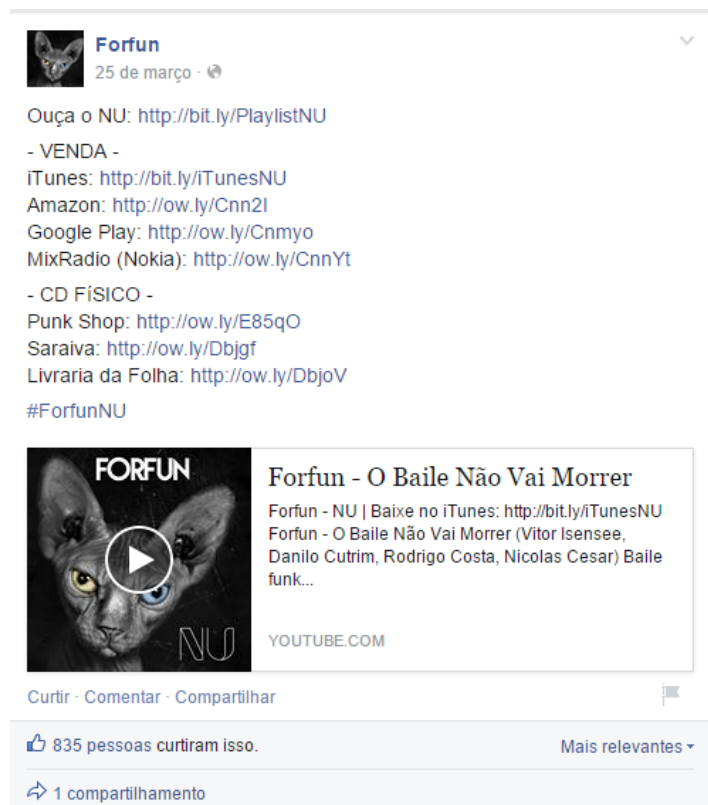 Forfun
25 de março ·
Ouça o NU: http://bit.ly/PlaylistNU
- VENDA -
iTunes: http://bit.ly/iTunesNU
Amazon: http://ow.ly/Cnn2I
Google Play: http://ow.ly/Cnmyo
MixRadio (Nokia): http://ow.ly/CnnYt
- CD FíSICO -
Punk Shop: http://ow.ly/E85qO
Saraiva: http://ow.ly/Dbjgf
Livraria da Folha: http://ow.ly/DbjoV
#ForfunNU
FORFUN
NU
Forfun - O Baile Não Vai Morrer
Forfun - NU | Baixe no iTunes: http://bit.ly/iTunesNU
Forfun - O Baile Não Vai Morrer (Vitor Isensee,
Danilo Cutrim, Rodrigo Costa, Nicolas Cesar) Baile
funk...
YOUTUBE.COM
Curtir · Comentar · Compartilhar
835 pessoas curtiram isso.
Mais relevantes
1 compartilhamento